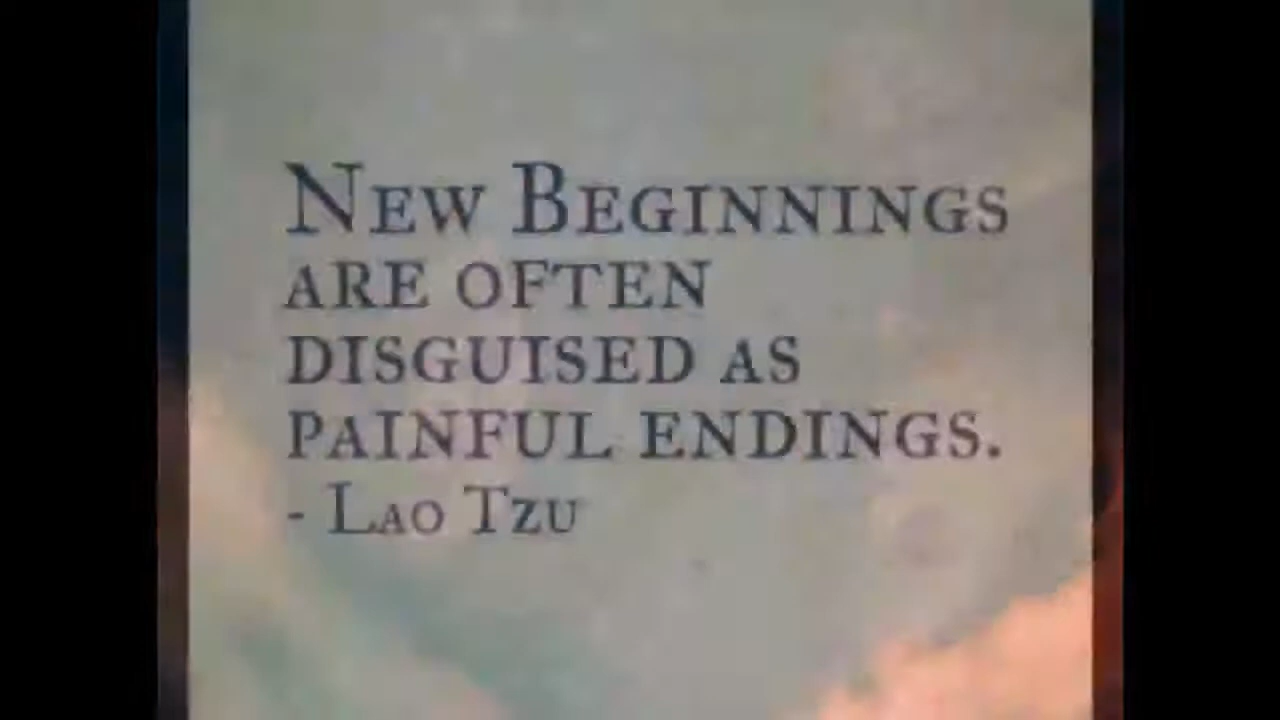 New Beginnings
are often
disguised as
painful endings.
- Lao Tzu